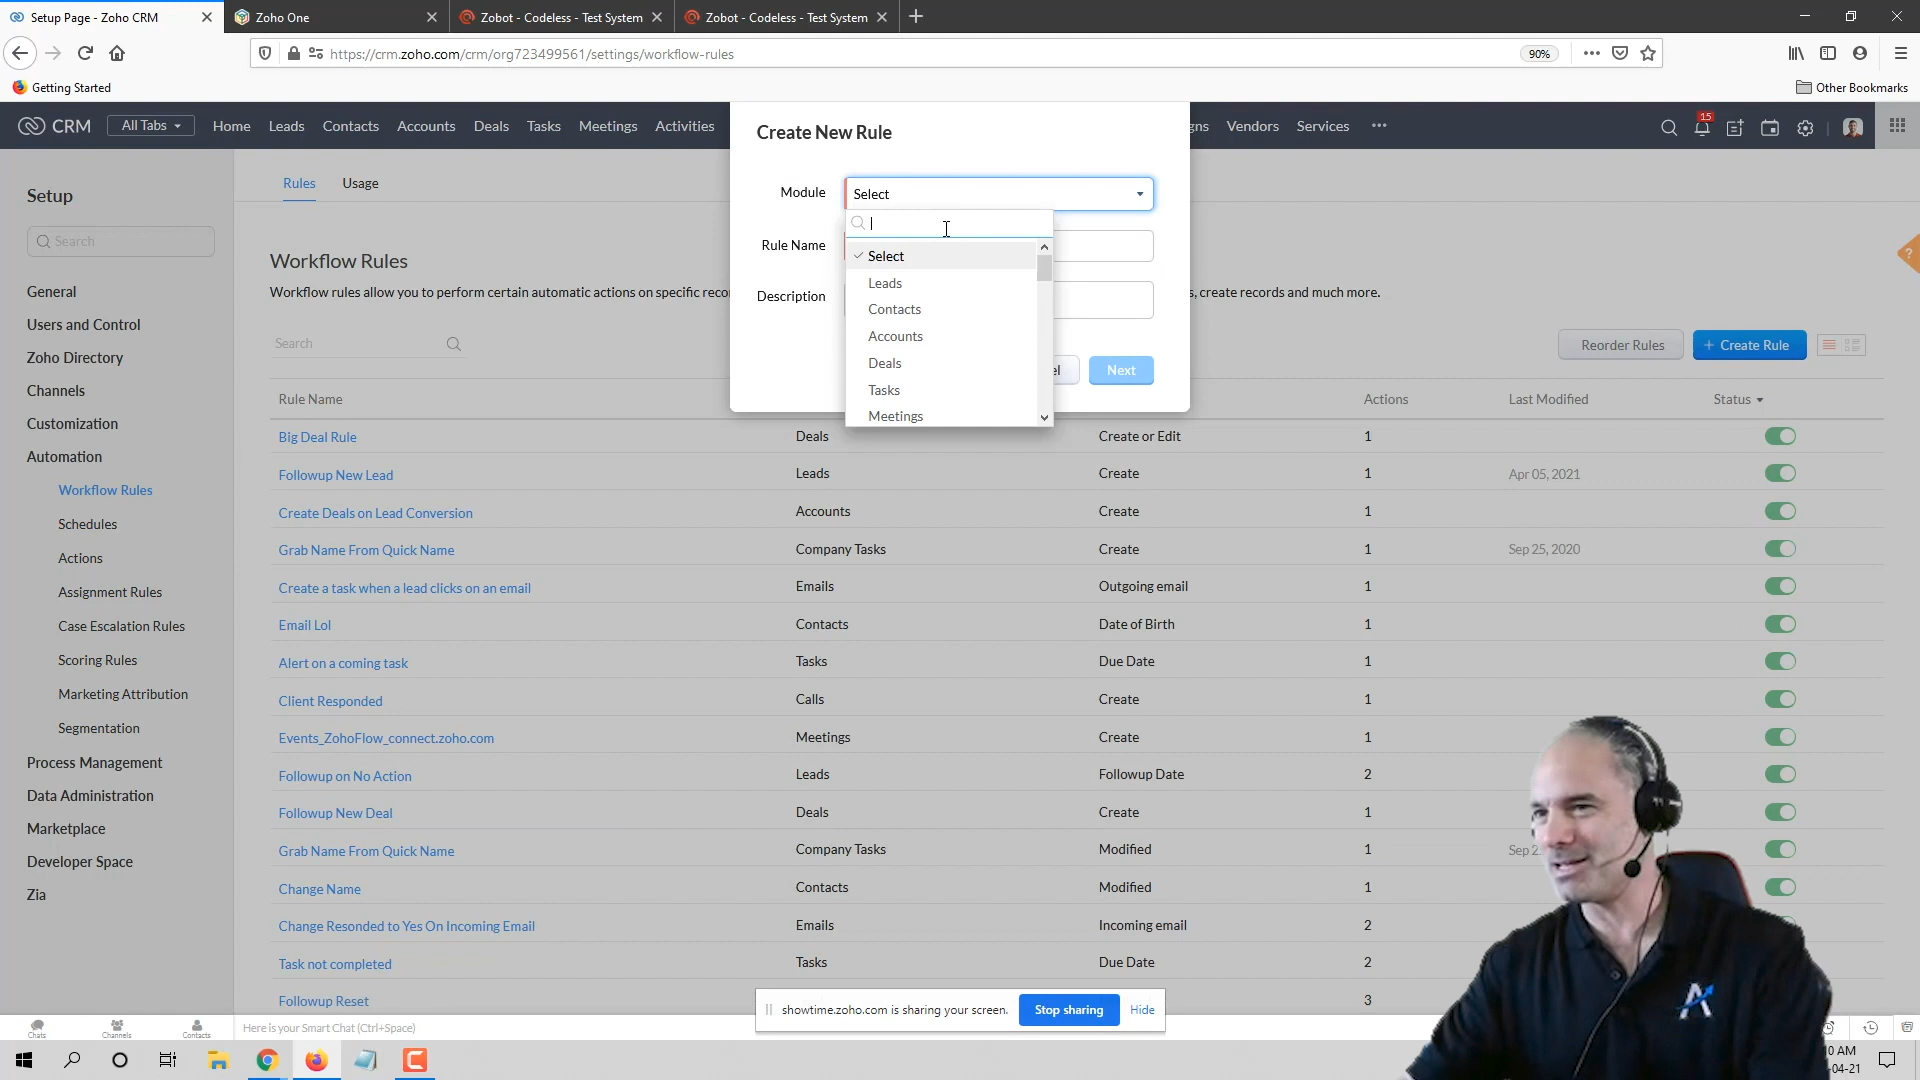 Setup Page - Zoho CRM
Zoho One
Zobot - Codeless - Test System
Zobot - Codeless - Test System
https://crm.zoho.com/crm/org723499561/settings/workflow-rules
90%
Getting Started
Other Bookmarks
CRM
All Tabs
Home
Leads
Contacts
Accounts
Deals
Tasks
Meetings
Activities
gns
Vendors
Services
15
Create New Rule
Module
Select
Rule Name
Description
Select
Leads
Contacts
Accounts
Deals
Tasks
Meetings
el
Next
Setup
Search
General
Users and Control
Zoho Directory
Channels
Customization
Automation
Workflow Rules
Schedules
Actions
Assignment Rules
Case Escalation Rules
Scoring Rules
Marketing Attribution
Segmentation
Process Management
Data Administration
Marketplace
Developer Space
Zia
Rules
Usage
?
Workflow Rules
Workflow rules allow you to perform certain automatic actions on specific reco s, create records and much more.
Search
Reorder Rules
+ Create Rule
Rule Name Actions Last Modified Status
Big Deal Rule Deals Create or Edit 1
Followup New Lead Leads Create 1 Apr 05, 2021
Create Deals on Lead Conversion Accounts Create 1
Grab Name From Quick Name Company Tasks Create 1 Sep 25, 2020
Create a task when a lead clicks on an email Emails Outgoing email 1
Email Lol Contacts Date of Birth 1
Alert on a coming task Tasks Due Date 1
Client Responded Calls Create 1
Events_ZohoFlow_connect.zoho.com Meetings Create 1
Followup on No Action Leads Followup Date 2
Followup New Deal Deals Create 1
Grab Name From Quick Name Company Tasks Modified 1 Sep 2
Change Name Contacts Modified 1
Change Resonded to Yes On Incoming Email Emails Incoming email 2
Task not completed Tasks Due Date 2
Followup Reset 3
showtime.zoho.com is sharing your screen.
Stop sharing
Hide
Chats
Channels
Contacts
Here is your Smart Chat (Ctrl+Space)
0 AM
-04-21